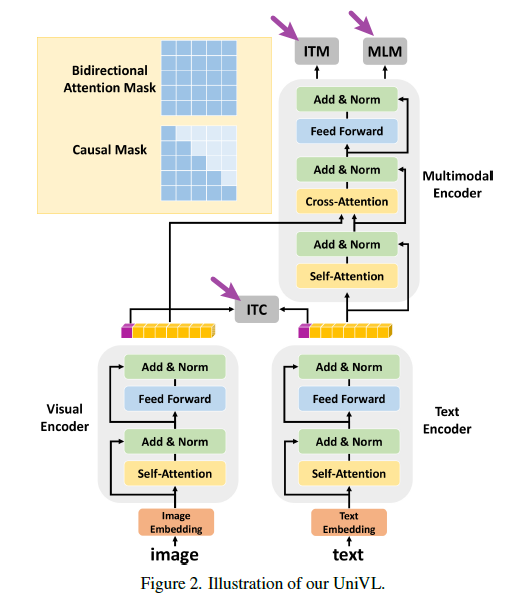 ITM
MLM
Bidirectional
Attention Mask
Causal Mask
Add & Norm
Feed Forward
Add & Norm
Cross-Attention
Add & Norm
Self-Attention
Multimodal
Encoder
ITC
Visual
Encoder
Add & Norm
Feed Forward
Add & Norm
Self-Attention
Image
Embedding
image
Add & Norm
Feed Forward
Add & Norm
Self-Attention
Text
Encoder
Text
Embedding
text
Figure 2. Illustration of our UniVL.